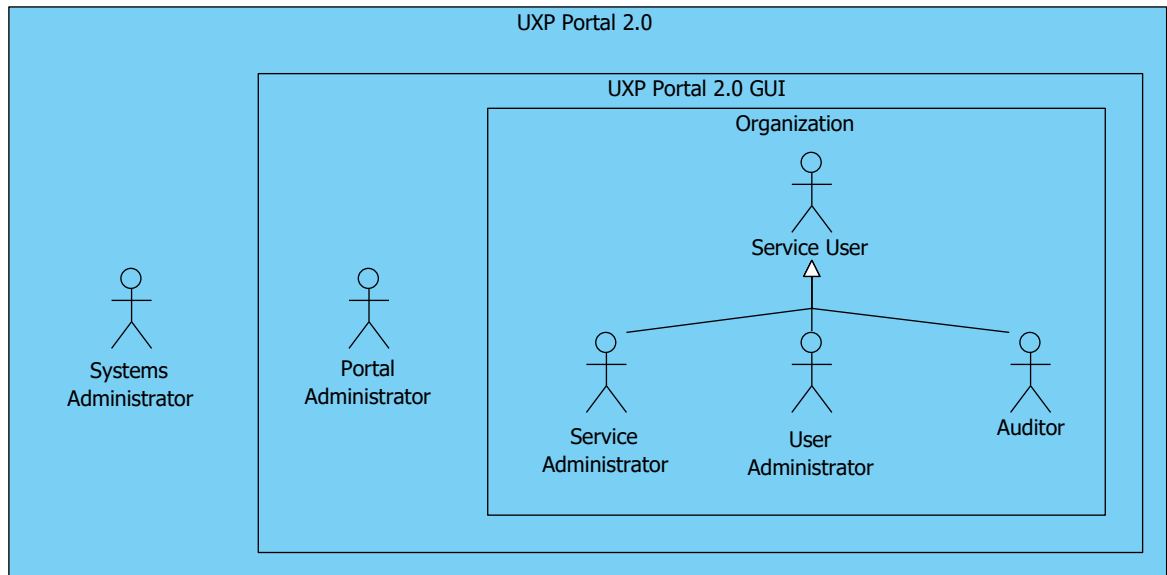 UXP Portal 2.0
UXP Portal 2.0 GUI
Organization
Service User
Systems
Administrator
Portal
Administrator
Service
Administrator
User
Administrator
Auditor